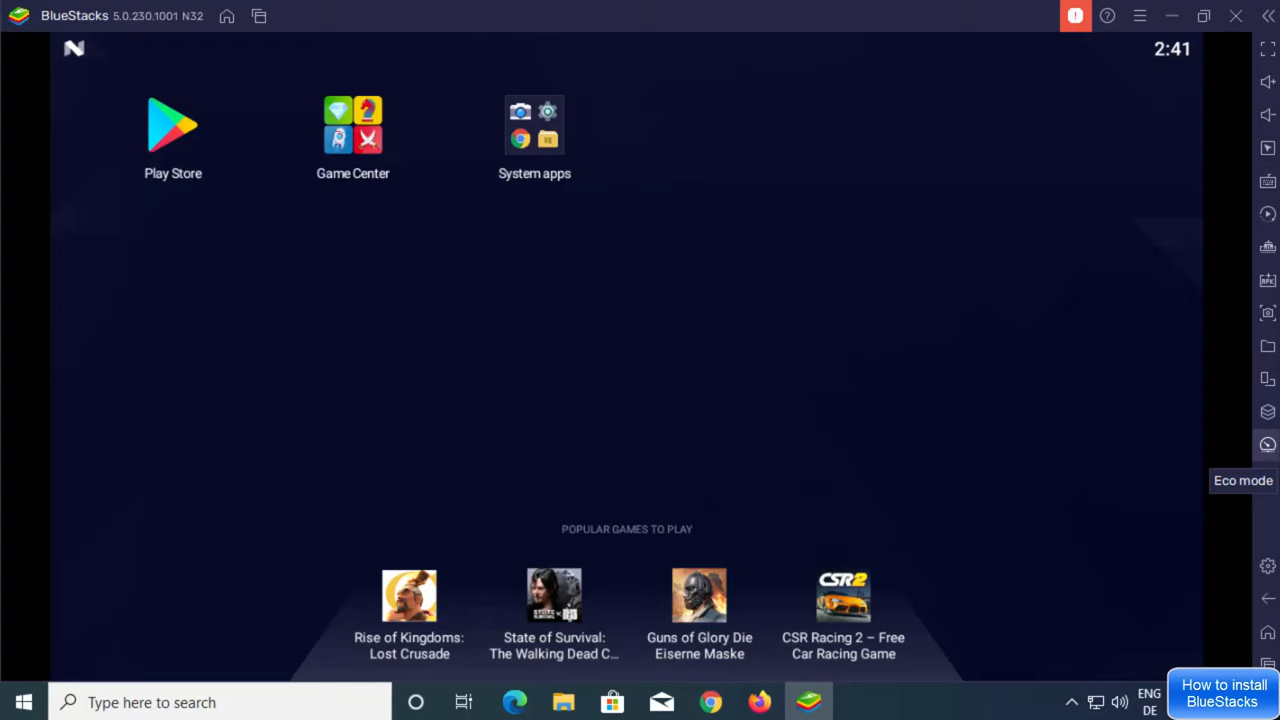 BlueStacks 5.0.230.1001 N32
2:41
Play Store
Game Center
System apps
Eco mode
POPULAR GAMES TO PLAY
CSR2
Rise of Kingdoms:
Lost Crusade
State of Survival:
The Walking Dead C...
Guns of Glory Die
Eiserne Maske
CSR Racing 2 – Free
Car Racing Game
Type here to search
ENG
DE
How to install
BlueStacks